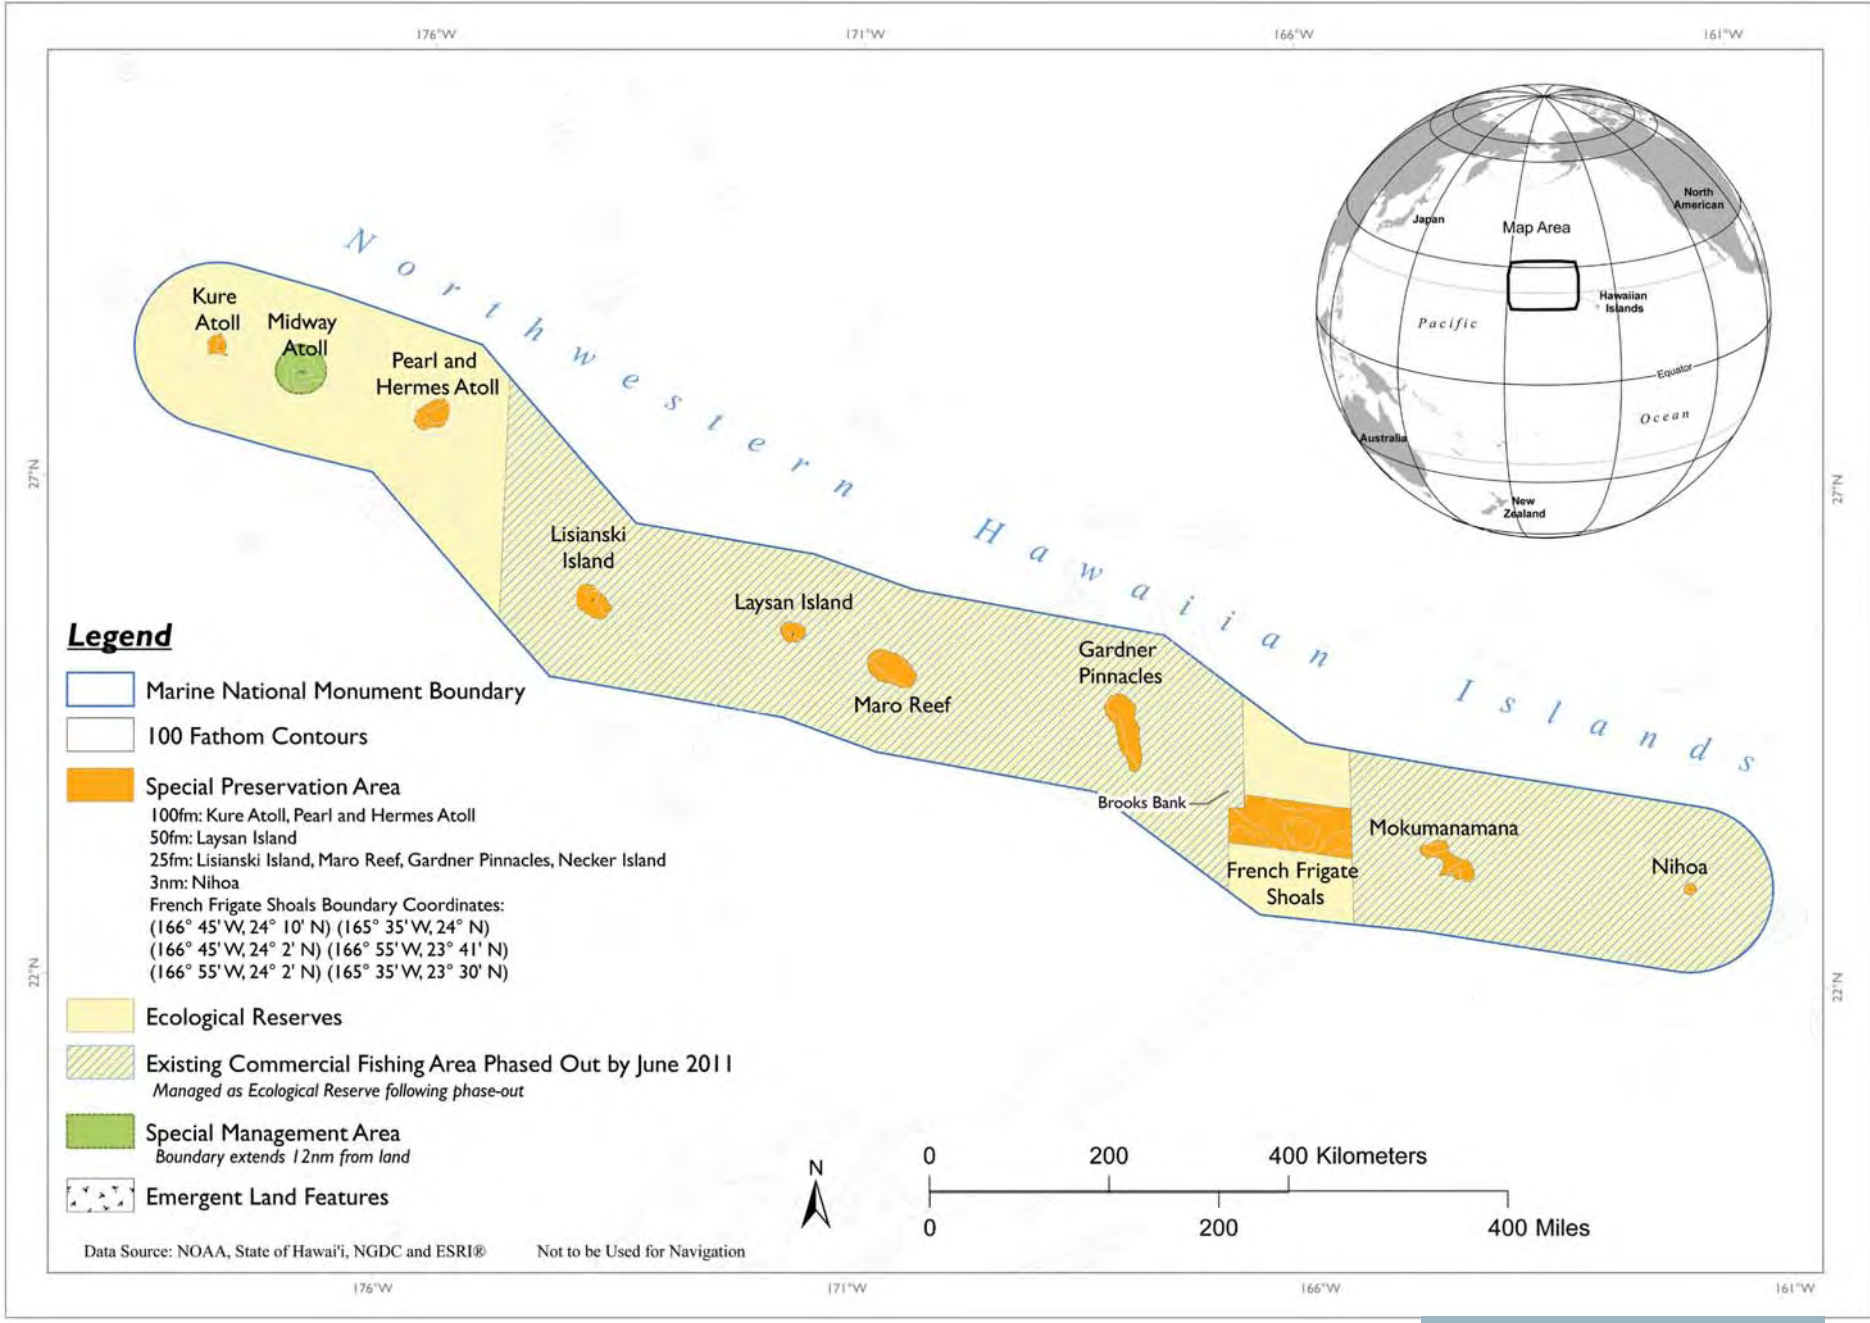 176°W 171°W 166°W 161°W
Northwestern Hawaiian Islands
Kure
Atoll
Midway
Atoll
Pearl and
Hermes Atoll
Lisianski
Island
Laysan Island
Maro Reef
Gardner
Pinnacles
Brooks Bank
French Frigate
Shoals
Mokumanamana
Nihoa
Japan
North
American
Map Area
Hawaiian
Islands
Pacific
Equator
Ocean
Australia
New
Zealand
27°N
27°N
22°N
22°N
Legend
Marine National Monument Boundary
100 Fathom Contours
Special Preservation Area
100fm: Kure Atoll, Pearl and Hermes Atoll
50fm: Laysan Island
25fm: Lisianski Island, Maro Reef, Gardner Pinnacles, Necker Island
3nm: Nihoa
French Frigate Shoals Boundary Coordinates:
(166° 45' W, 24° 10' N) (165° 35' W, 24° N)
(166° 45' W, 24° 2' N) (166° 55' W, 23° 41' N)
(166° 55' W, 24° 2' N) (165° 35' W, 23° 30' N)
Ecological Reserves
Existing Commercial Fishing Area Phased Out by June 2011
Managed as Ecological Reserve following phase-out
Special Management Area
Boundary extends 12nm from land
Emergent Land Features
N
0 200 400 Kilometers
0 200 400 Miles
Data Source: NOAA, State of Hawai'i, NGDC and ESRI® Not to be Used for Navigation
176°W 171°W 166°W 161°W